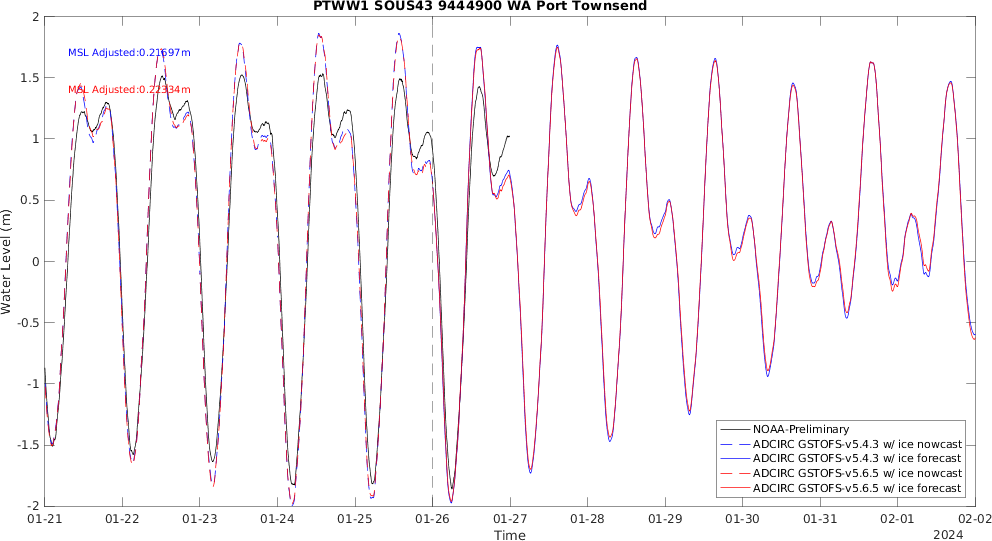 PTWW1 SOUS43 9444900 WA Port Townsend
2
1.5
1
0.5
0
-0.5
-1
-1.5
-2
Water Level (m)
MSL Adjusted:0.21697m
MSL Adjusted:0.22334m
NOAA-Preliminary
ADCIRC GSTOFS-v5.4.3 w/ ice nowcast
ADCIRC GSTOFS-v5.4.3 w/ ice forecast
ADCIRC GSTOFS-v5.6.5 w/ ice nowcast
ADCIRC GSTOFS-v5.6.5 w/ ice forecast
01-21 01-22 01-23 01-24 01-25 01-26 01-27 01-28 01-29 01-30 01-31 02-01 02-02
Time
2024